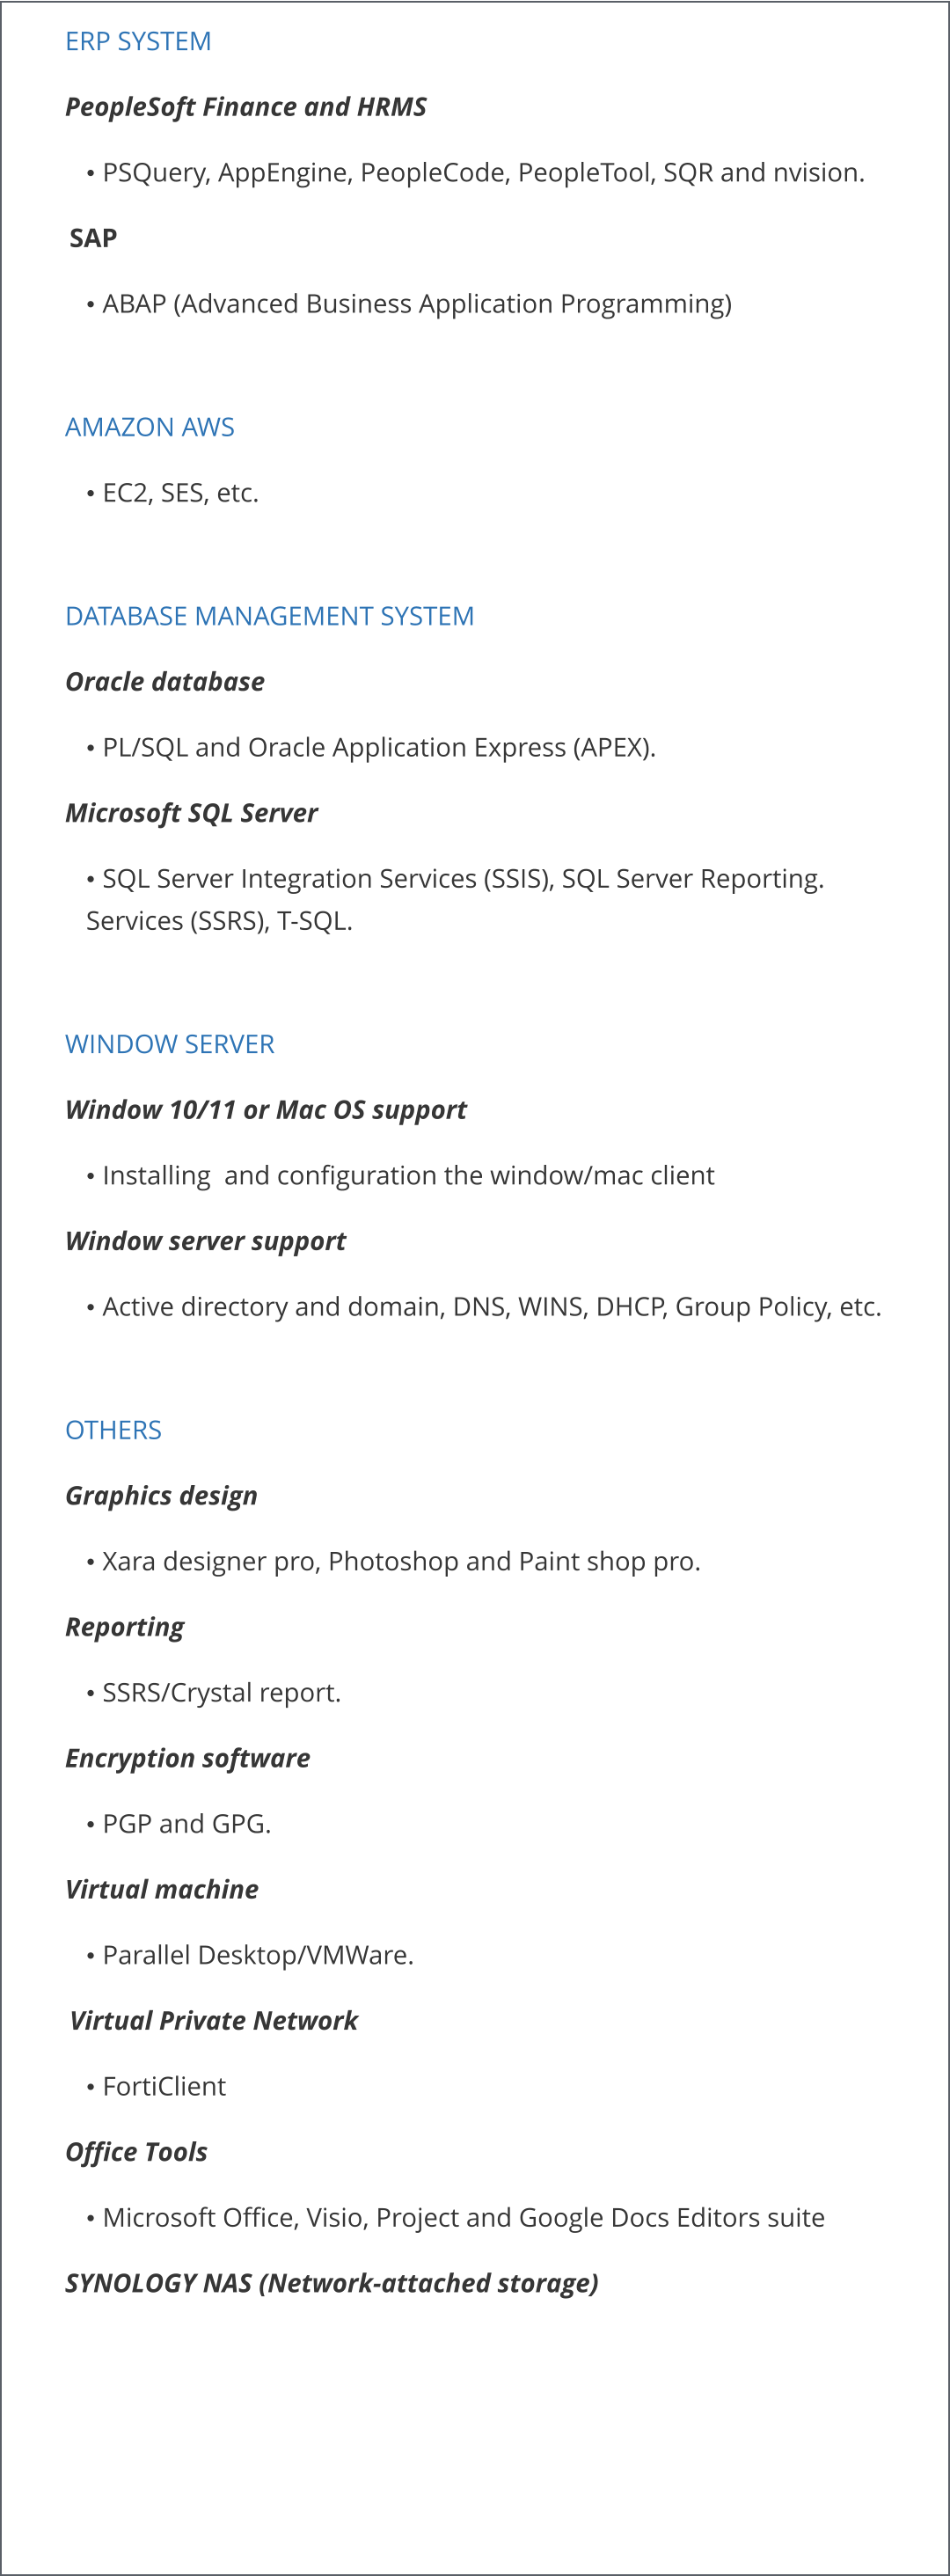 ERP SYSTEM
PeopleSoft Finance and HRMS
• PSQuery, AppEngine, PeopleCode, PeopleTool, SQR and nvision.
SAP
• ABAP (Advanced Business Application Programming)
AMAZON AWS
• EC2, SES, etc.
DATABASE MANAGEMENT SYSTEM
Oracle database
• PL/SQL and Oracle Application Express (APEX).
Microsoft SQL Server
• SQL Server Integration Services (SSIS), SQL Server Reporting.
Services (SSRS), T-SQL.
WINDOW SERVER
Window 10/11 or Mac OS support
• Installing  and configuration the window/mac client
Window server support
• Active directory and domain, DNS, WINS, DHCP, Group Policy, etc.
OTHERS
Graphics design
• Xara designer pro, Photoshop and Paint shop pro.
Reporting
• SSRS/Crystal report.
Encryption software
• PGP and GPG.
Virtual machine
• Parallel Desktop/VMWare.
Virtual Private Network
• FortiClient
Office Tools
• Microsoft Office, Visio, Project and Google Docs Editors suite
SYNOLOGY NAS (Network-attached storage)